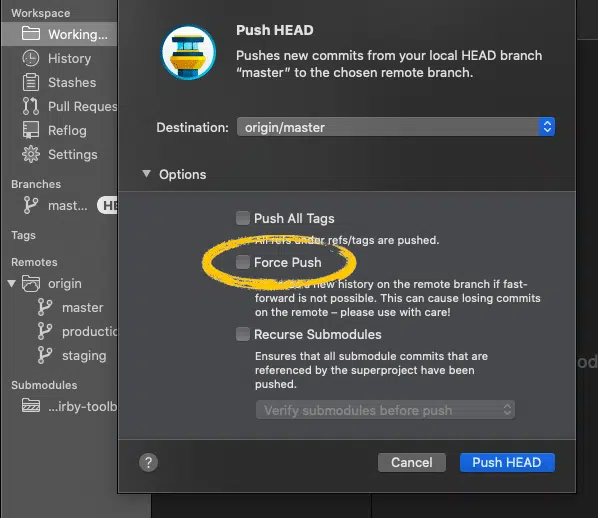 Workspace
Working...
History
Stashes
Pull Reques
Reflog
Settings
Branches
mast...
HE
Tags
Remotes
origin
master
productio
staging
Submodules
...irby-toolb
Push HEAD
Pushes new commits from your local HEAD branch
“master” to the chosen remote branch.
Destination:
origin/master
Options
Push All Tags
All refs under refs/tags are pushed.
Force Push
new history on the remote branch if fast-
forward is not possible. This can cause losing commits
on the remote – please use with care!
Recurse Submodules
Ensures that all submodule commits that are
referenced by the superproject have been
pushed.
Verify submodules before push
?
Cancel
Push HEAD
od